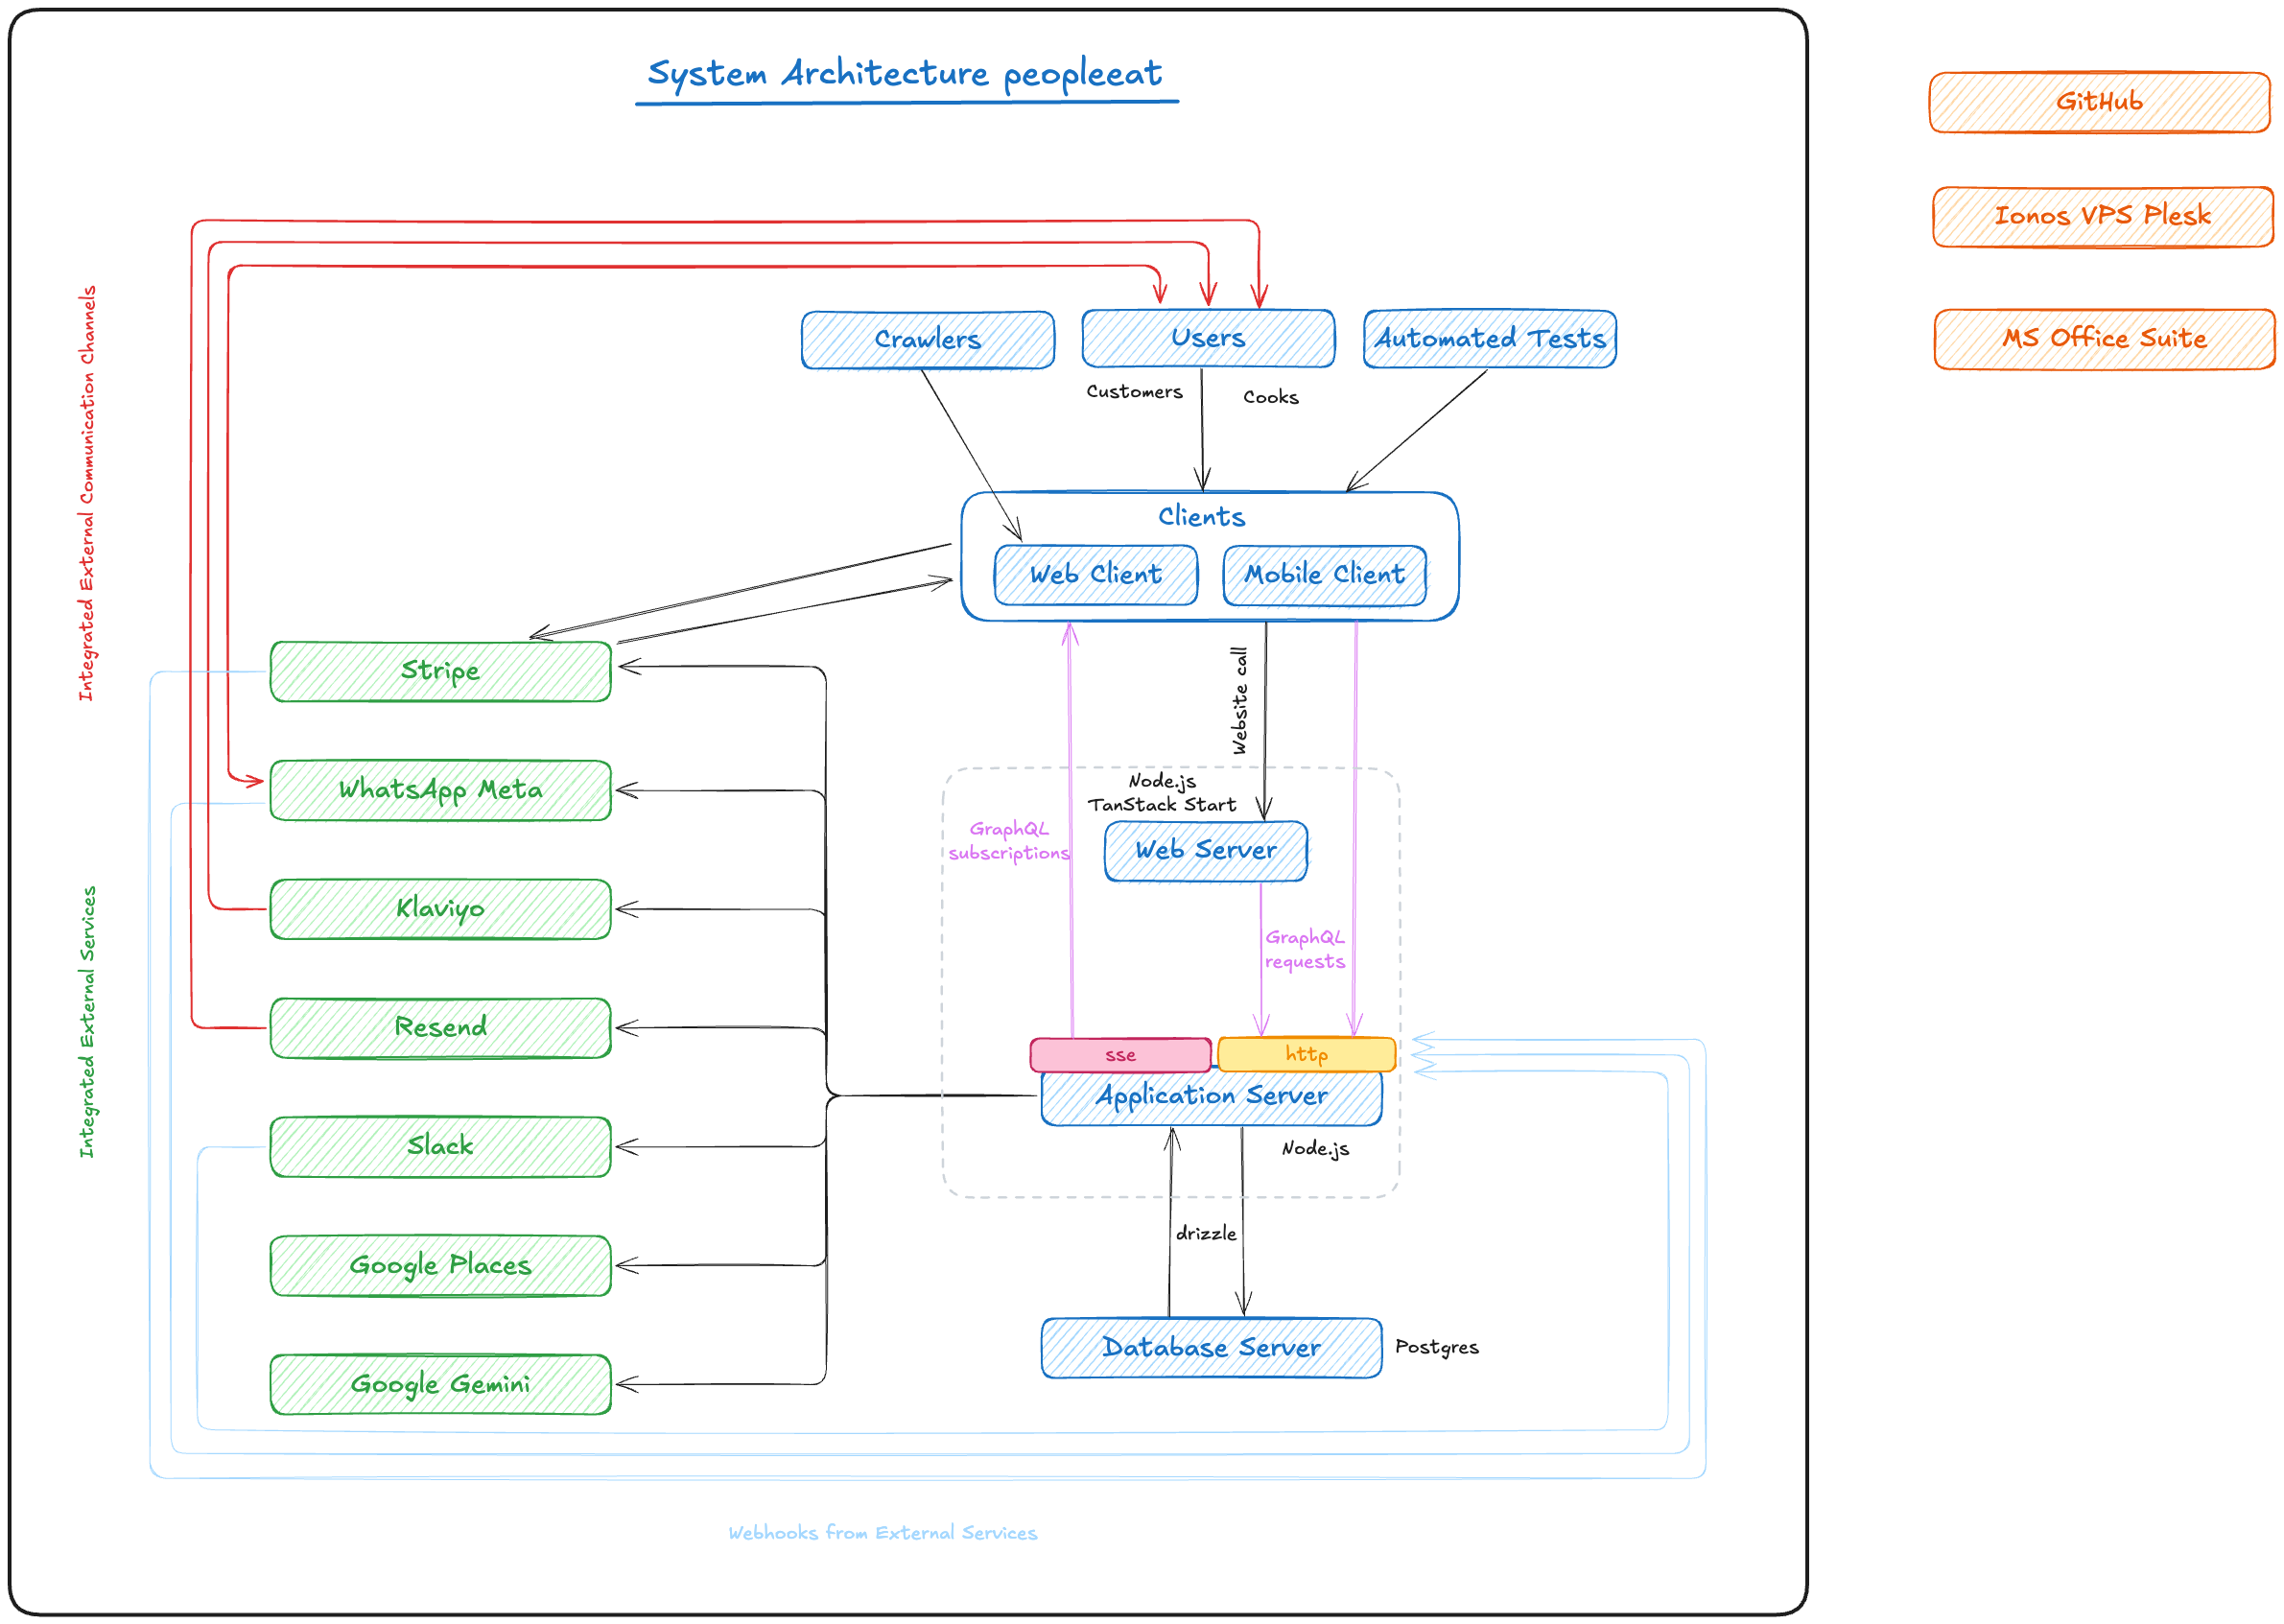 System Architecture peopleeat
GitHub
Ionos VPS Plesk
MS Office Suite
Integrated External Communication Channels
Crawlers
Users
Automated Tests
Customers
Cooks
Clients
Web Client
Mobile Client
Stripe
Website call
WhatsApp Meta
Node.js
TanStack Start
GraphQL
subscriptions
Web Server
Integrated External Services
Klaviyo
GraphQL
requests
Resend
sse
http
Application Server
Slack
Node.js
drizzle
Google Places
Database Server
Postgres
Google Gemini
Webhooks from External Services